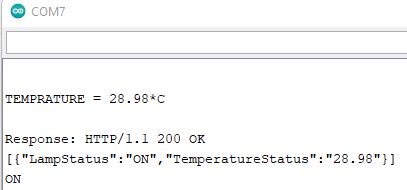 COM7
TEMPRATURE = 28.98*C
Response: HTTP/1.1 200 OK
[{"LampStatus":"ON","TemperatureStatus":"28.98"}]
ON